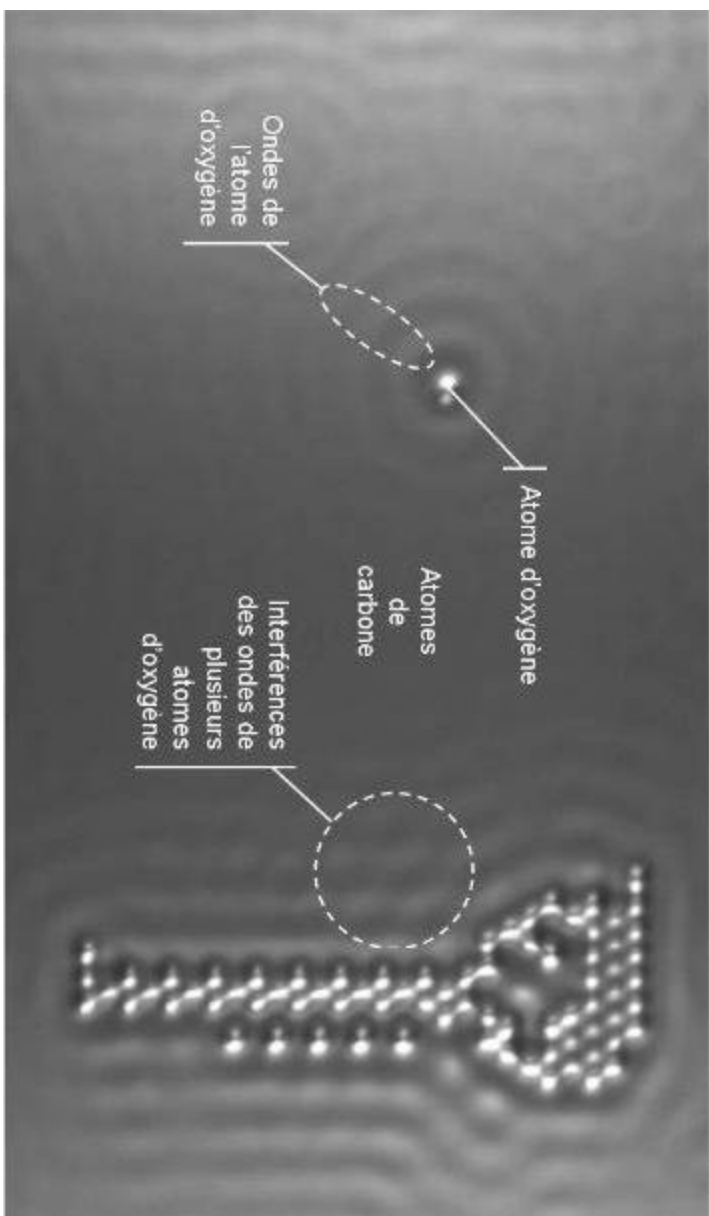 Ondes de
l'atome
d'oxygène
Atome d'oxygène
Atomes
de
carbone
Interférences
des ondes de
plusieurs
atomes
d'oxygène